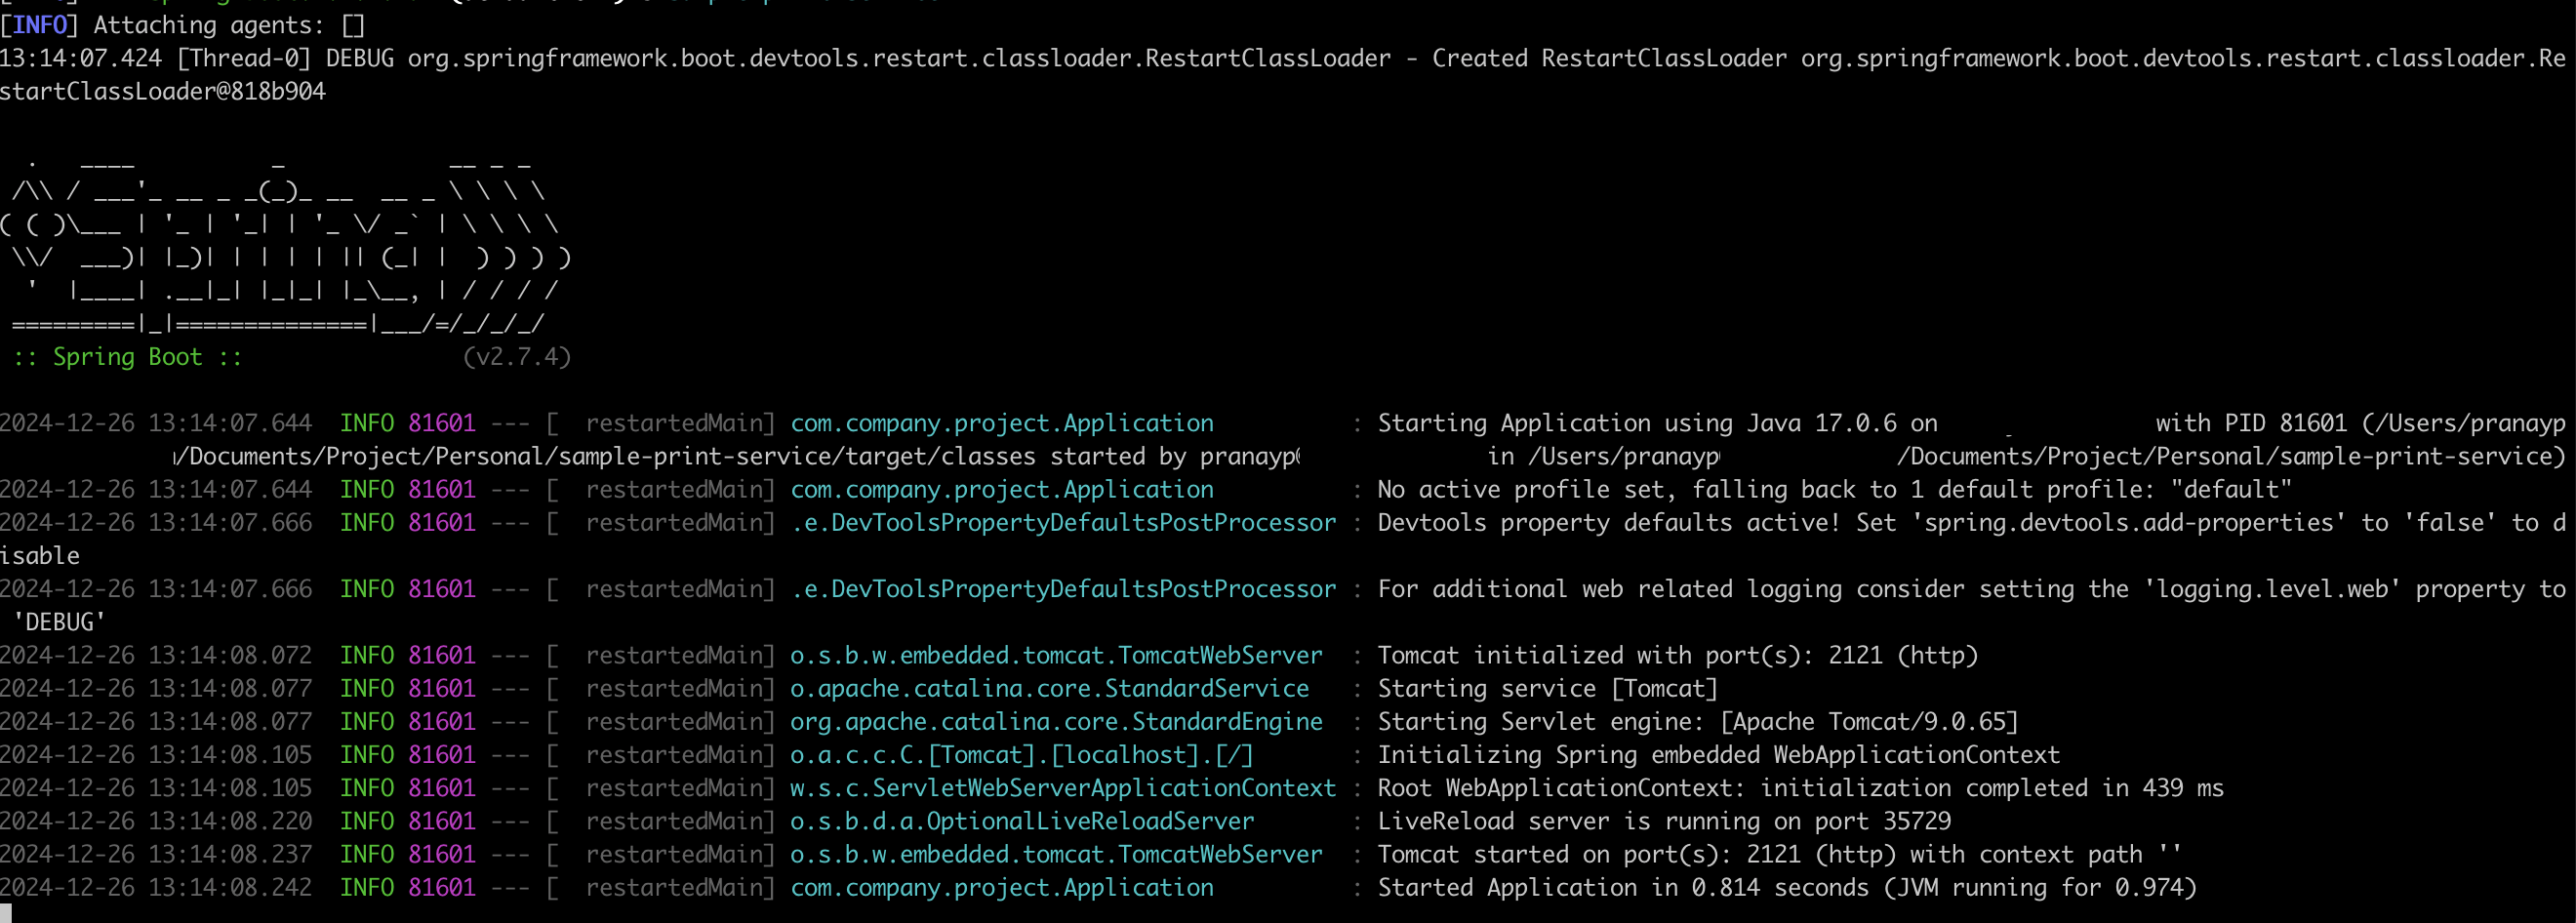 [INFO] Attaching agents: []
13:14:07.424 [Thread-0] DEBUG org.springframework.boot.devtools.restart.classloader.RestartClassLoader - Created RestartClassLoader org.springframework.boot.devtools.restart.classloader.Re
startClassLoader@818b904
  .   ____          _            __ _ _
 /\\ / ___'_ __ _ _(_)_ __  __ _ \ \ \ \
( ( )\___ | '_ | '_| | '_ \/ _` | \ \ \ \
 \\/  ___)| |_)| | | | | || (_| |  ) ) ) )
  '  |____| .__|_| |_|_| |_\__, | / / / /
 =========|_|==============|___/=/_/_/_/
 :: Spring Boot ::                (v2.7.4)
2024-12-26 13:14:07.644  INFO 81601 --- [  restartedMain] com.company.project.Application          : Starting Application using Java 17.0.6 on with PID 81601 (/Users/pranayp
/Documents/Project/Personal/sample-print-service/target/classes started by pranayp in /Users/pranayp /Documents/Project/Personal/sample-print-service)
2024-12-26 13:14:07.644  INFO 81601 --- [  restartedMain] com.company.project.Application          : No active profile set, falling back to 1 default profile: "default"
2024-12-26 13:14:07.666  INFO 81601 --- [  restartedMain] .e.DevToolsPropertyDefaultsPostProcessor : Devtools property defaults active! Set 'spring.devtools.add-properties' to 'false' to d
isable
2024-12-26 13:14:07.666  INFO 81601 --- [  restartedMain] .e.DevToolsPropertyDefaultsPostProcessor : For additional web related logging consider setting the 'logging.level.web' property to
 'DEBUG'
2024-12-26 13:14:08.072  INFO 81601 --- [  restartedMain] o.s.b.w.embedded.tomcat.TomcatWebServer  : Tomcat initialized with port(s): 2121 (http)
2024-12-26 13:14:08.077  INFO 81601 --- [  restartedMain] o.apache.catalina.core.StandardService   : Starting service [Tomcat]
2024-12-26 13:14:08.077  INFO 81601 --- [  restartedMain] org.apache.catalina.core.StandardEngine  : Starting Servlet engine: [Apache Tomcat/9.0.65]
2024-12-26 13:14:08.105  INFO 81601 --- [  restartedMain] o.a.c.c.C.[Tomcat].[localhost].[/]       : Initializing Spring embedded WebApplicationContext
2024-12-26 13:14:08.105  INFO 81601 --- [  restartedMain] w.s.c.ServletWebServerApplicationContext : Root WebApplicationContext: initialization completed in 439 ms
2024-12-26 13:14:08.220  INFO 81601 --- [  restartedMain] o.s.b.d.a.OptionalLiveReloadServer       : LiveReload server is running on port 35729
2024-12-26 13:14:08.237  INFO 81601 --- [  restartedMain] o.s.b.w.embedded.tomcat.TomcatWebServer  : Tomcat started on port(s): 2121 (http) with context path ''
2024-12-26 13:14:08.242  INFO 81601 --- [  restartedMain] com.company.project.Application          : Started Application in 0.814 seconds (JVM running for 0.974)